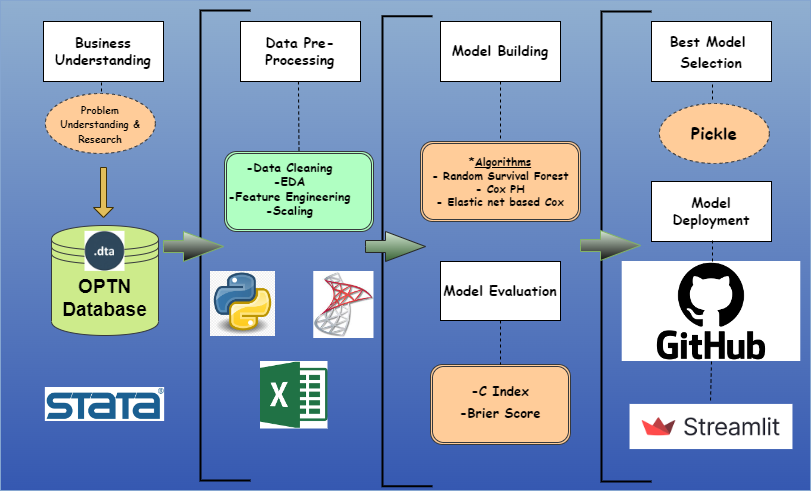 Business
Understanding
Problem
Understanding &
Research
.dta
OPTN
Database
STATA®
Data Pre-
Processing
-Data Cleaning
-EDA
-Feature Engineering
-Scaling
X
Model Building
*Algorithms
- Random Survival Forest
- Cox PH
- Elastic net based Cox
Model Evaluation
-C Index
-Brier Score
Best Model
Selection
Pickle
Model
Deployment
GitHub
Streamlit